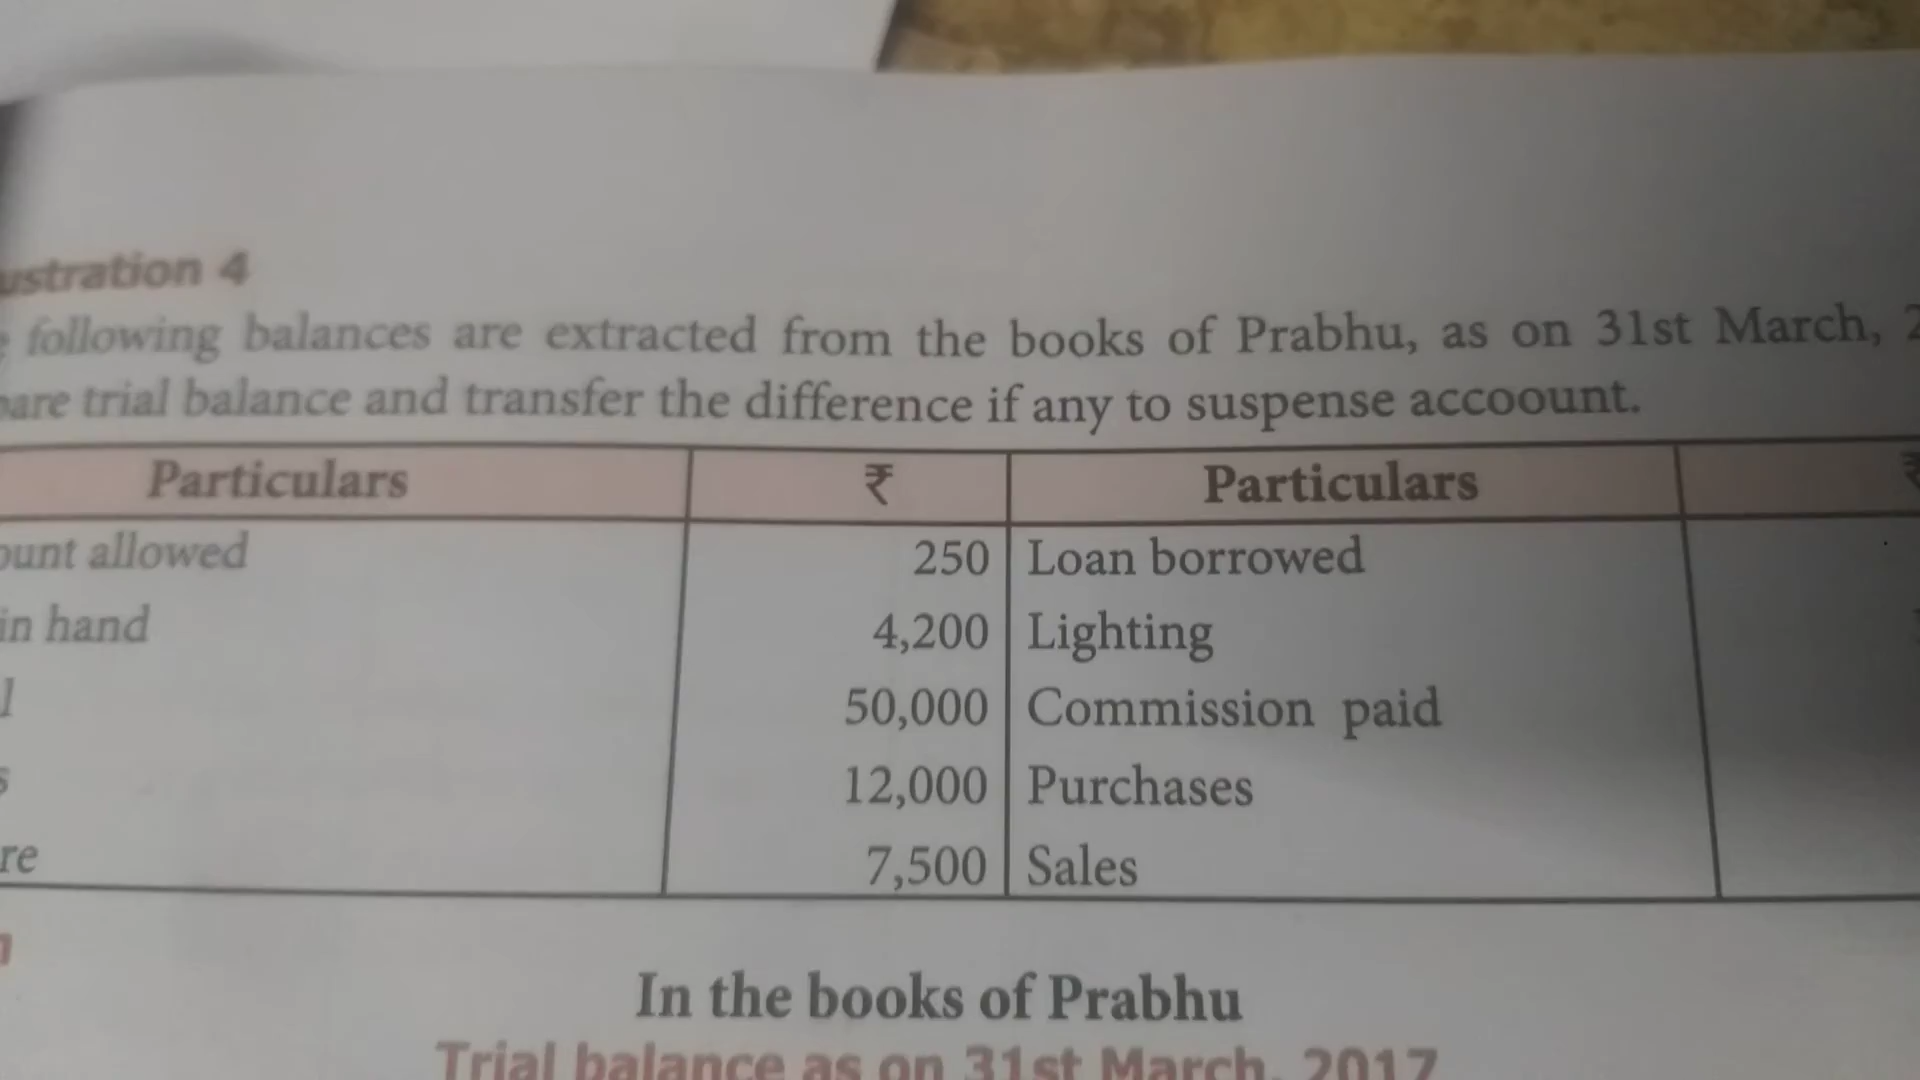 ustration 4
following balances are extracted from the books of Prabhu, as on 31st March, 2
pare trial balance and transfer the difference if any to suspense accoount.
Particulars ₹ Particulars ₹
ount allowed 250 Loan borrowed
in hand 4,200 Lighting
l 50,000 Commission paid
s 12,000 Purchases
re 7,500 Sales
n
In the books of Prabhu
Trial balance as on 31st March, 2017